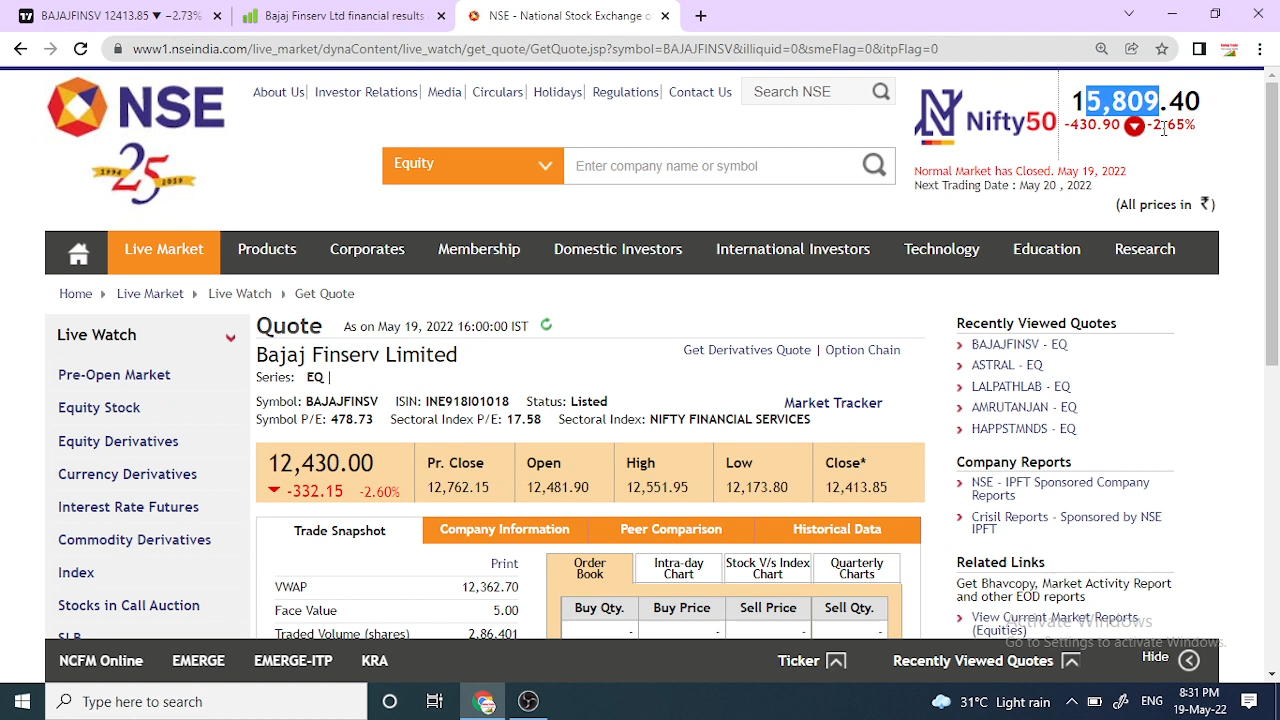 BAJAJFINSV 12413.85 ▼ −2.73%
Bajaj Finserv Ltd financial results
NSE - National Stock Exchange o
www1.nseindia.com/live_market/dynaContent/live_watch/get_quote/GetQuote.jsp?symbol=BAJAJFINSV&illiquid=0&smeFlag=0&itpFlag=0
NSE
1994 25 2019
About Us| Investor Relations| Media| Circulars| Holidays| Regulations| Contact Us
Search NSE
Equity
Enter company name or symbol
Nifty50
15,809.40
-430.90 -2.65%
Normal Market has Closed. May 19, 2022
Next Trading Date : May 20 , 2022
(All prices in ₹)
Live Market Products Corporates Membership Domestic Investors International Investors Technology Education Research
Home Live Market Live Watch Get Quote
Live Watch
Pre-Open Market
Equity Stock
Equity Derivatives
Currency Derivatives
Interest Rate Futures
Commodity Derivatives
Index
Stocks in Call Auction
SLB
Quote As on May 19, 2022 16:00:00 IST
Bajaj Finserv Limited
Get Derivatives Quote | Option Chain
Series: EQ |
Symbol: BAJAJFINSV ISIN: INE918I01018 Status: Listed
Market Tracker
Symbol P/E: 478.73 Sectoral Index P/E: 17.58 Sectoral Index: NIFTY FINANCIAL SERVICES
12,430.00
-332.15 -2.60%
Pr. Close Open High Low Close*
12,762.15 12,481.90 12,551.95 12,173.80 12,413.85
Trade Snapshot Company Information Peer Comparison Historical Data
Print
VWAP 12,362.70
Face Value 5.00
Traded Volume (shares) 2,86,401
Order Book
Intra-day Chart
Stock V/s Index Chart
Quarterly Charts
Buy Qty. Buy Price Sell Price Sell Qty.
- - - -
Recently Viewed Quotes
BAJAJFINSV - EQ
ASTRAL - EQ
LALPATHLAB - EQ
AMRUTANJAN - EQ
HAPPSTMNDS - EQ
Company Reports
NSE - IPFT Sponsored Company
Reports
Crisil Reports - Sponsored by NSE
IPFT
Related Links
Get Bhavcopy, Market Activity Report
and other EOD reports
View Current Market Reports
(Equities)
Activate Windows
Go to Settings to activate Windows.
NCFM Online EMERGE EMERGE-ITP KRA
Ticker
Recently Viewed Quotes
Hide
Type here to search
31°C Light rain
ENG
8:31 PM
19-May-22